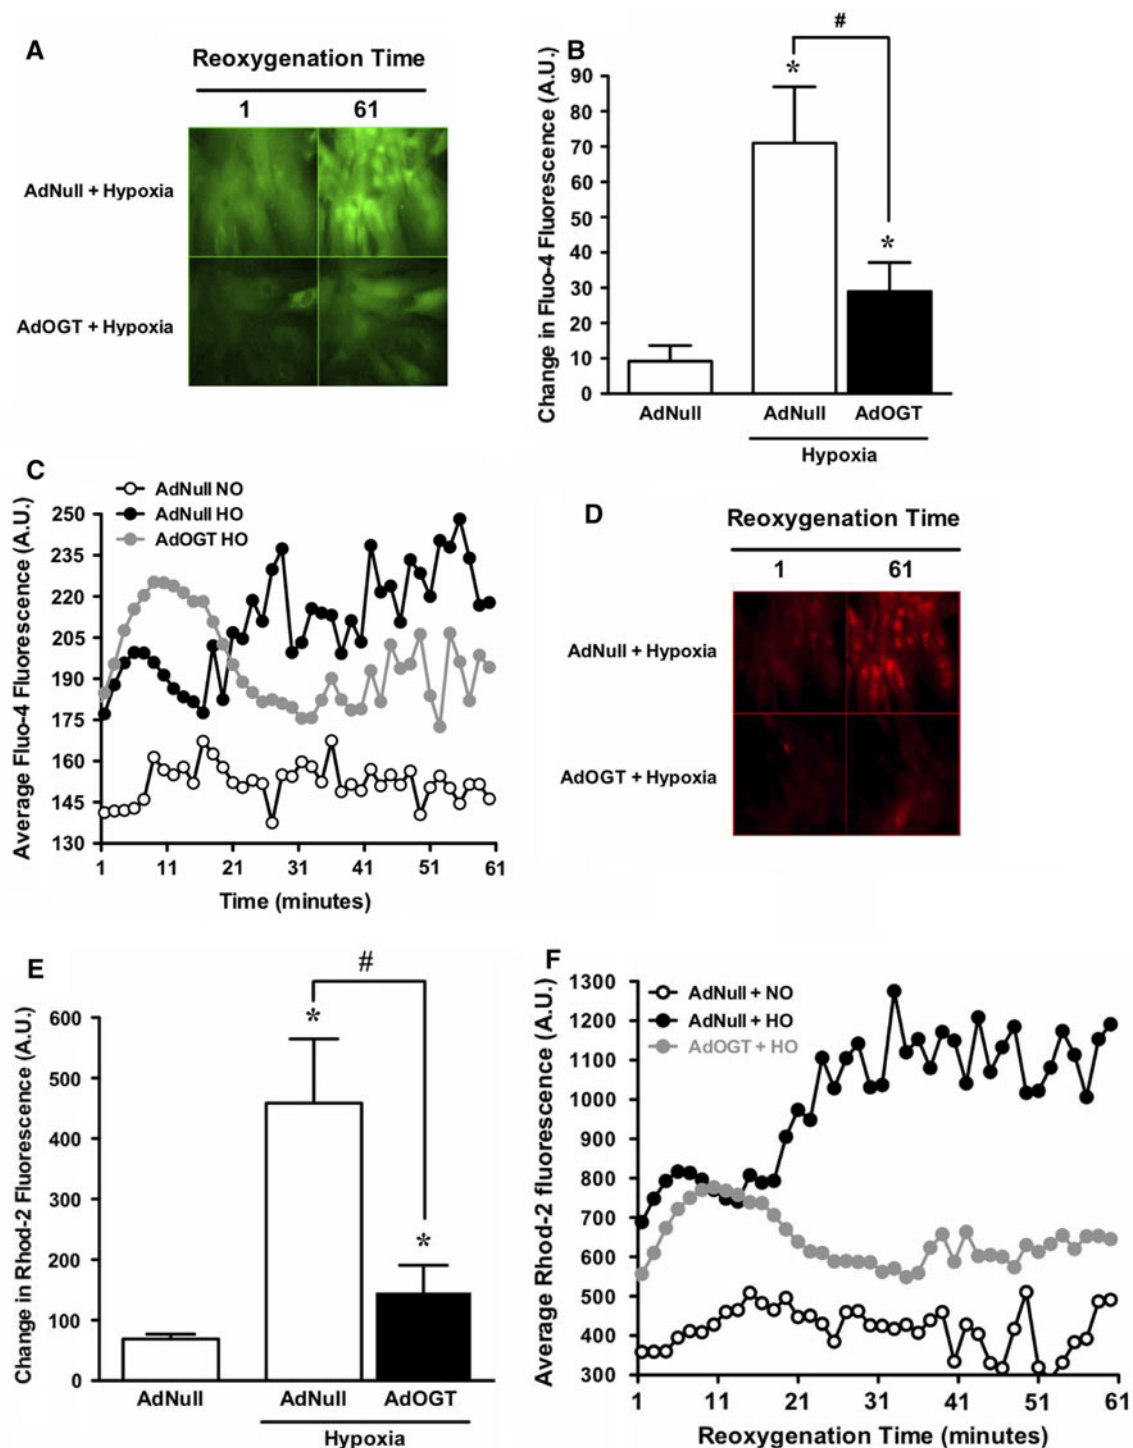 A
Reoxygenation Time
1 61
AdNull + Hypoxia
AdOGT + Hypoxia
B
Change in Fluo-4 Fluorescence (A.U.)
90
80
70
60
50
40
30
20
10
0
#
*
*
AdNull AdNull AdOGT
Hypoxia
C
Average Fluo-4 Fluorescence (A.U.)
AdNull NO
AdNull HO
AdOGT HO
250
235
220
205
190
175
160
145
130
1 11 21 31 41 51 61
Time (minutes)
D
Reoxygenation Time
1 61
AdNull + Hypoxia
AdOGT + Hypoxia
E
Change in Rhod-2 Fluorescence (A.U.)
600
500
400
300
200
100
0
#
*
*
AdNull AdNull AdOGT
Hypoxia
F
Average Rhod-2 fluorescence (A.U.)
AdNull + NO
AdNull + HO
AdOGT + HO
1300
1200
1100
1000
900
800
700
600
500
400
300
1 11 21 31 41 51 61
Reoxygenation Time (minutes)